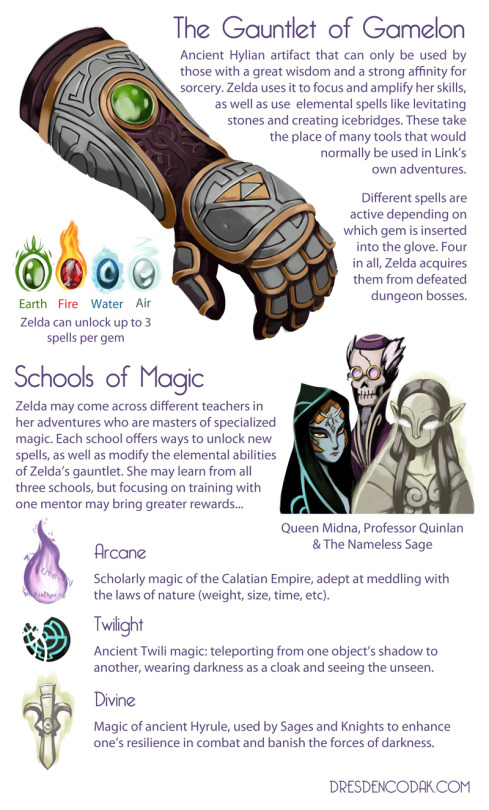 The Gauntlet of Gamelon
Ancient Hylian artifact that can only be used by
those with a great wisdom and a strong affinity for
sorcery. Zelda uses it to focus and amplify her skills,
as well as use elemental spells like levitating
stones and creating icebridges. These take
the place of many tools that would
normally be used in Link's
own adventures.
Different spells are
active depending on
which gem is inserted
into the glove. Four
in all, Zelda acquires
them from defeated
dungeon bosses.
Earth Fire Water Air
Zelda can unlock up to 3
spells per gem
Schools of Magic
Zelda may come across different teachers in
her adventures who are masters of specialized
magic. Each school offers ways to unlock new
spells, as well as modify the elemental abilities
of Zelda's gauntlet. She may learn from all
three schools, but focusing on training with
one mentor may bring greater rewards...
Queen Midna, Professor Quinlan
& The Nameless Sage
Arcane
Scholarly magic of the Calatian Empire, adept at meddling with
the laws of nature (weight, size, time, etc).
Twilight
Ancient Twili magic: teleporting from one object's shadow to
another, wearing darkness as a cloak and seeing the unseen.
Divine
Magic of ancient Hyrule, used by Sages and Knights to enhance
one's resilience in combat and banish the forces of darkness.
DRESDENCODAK.COM